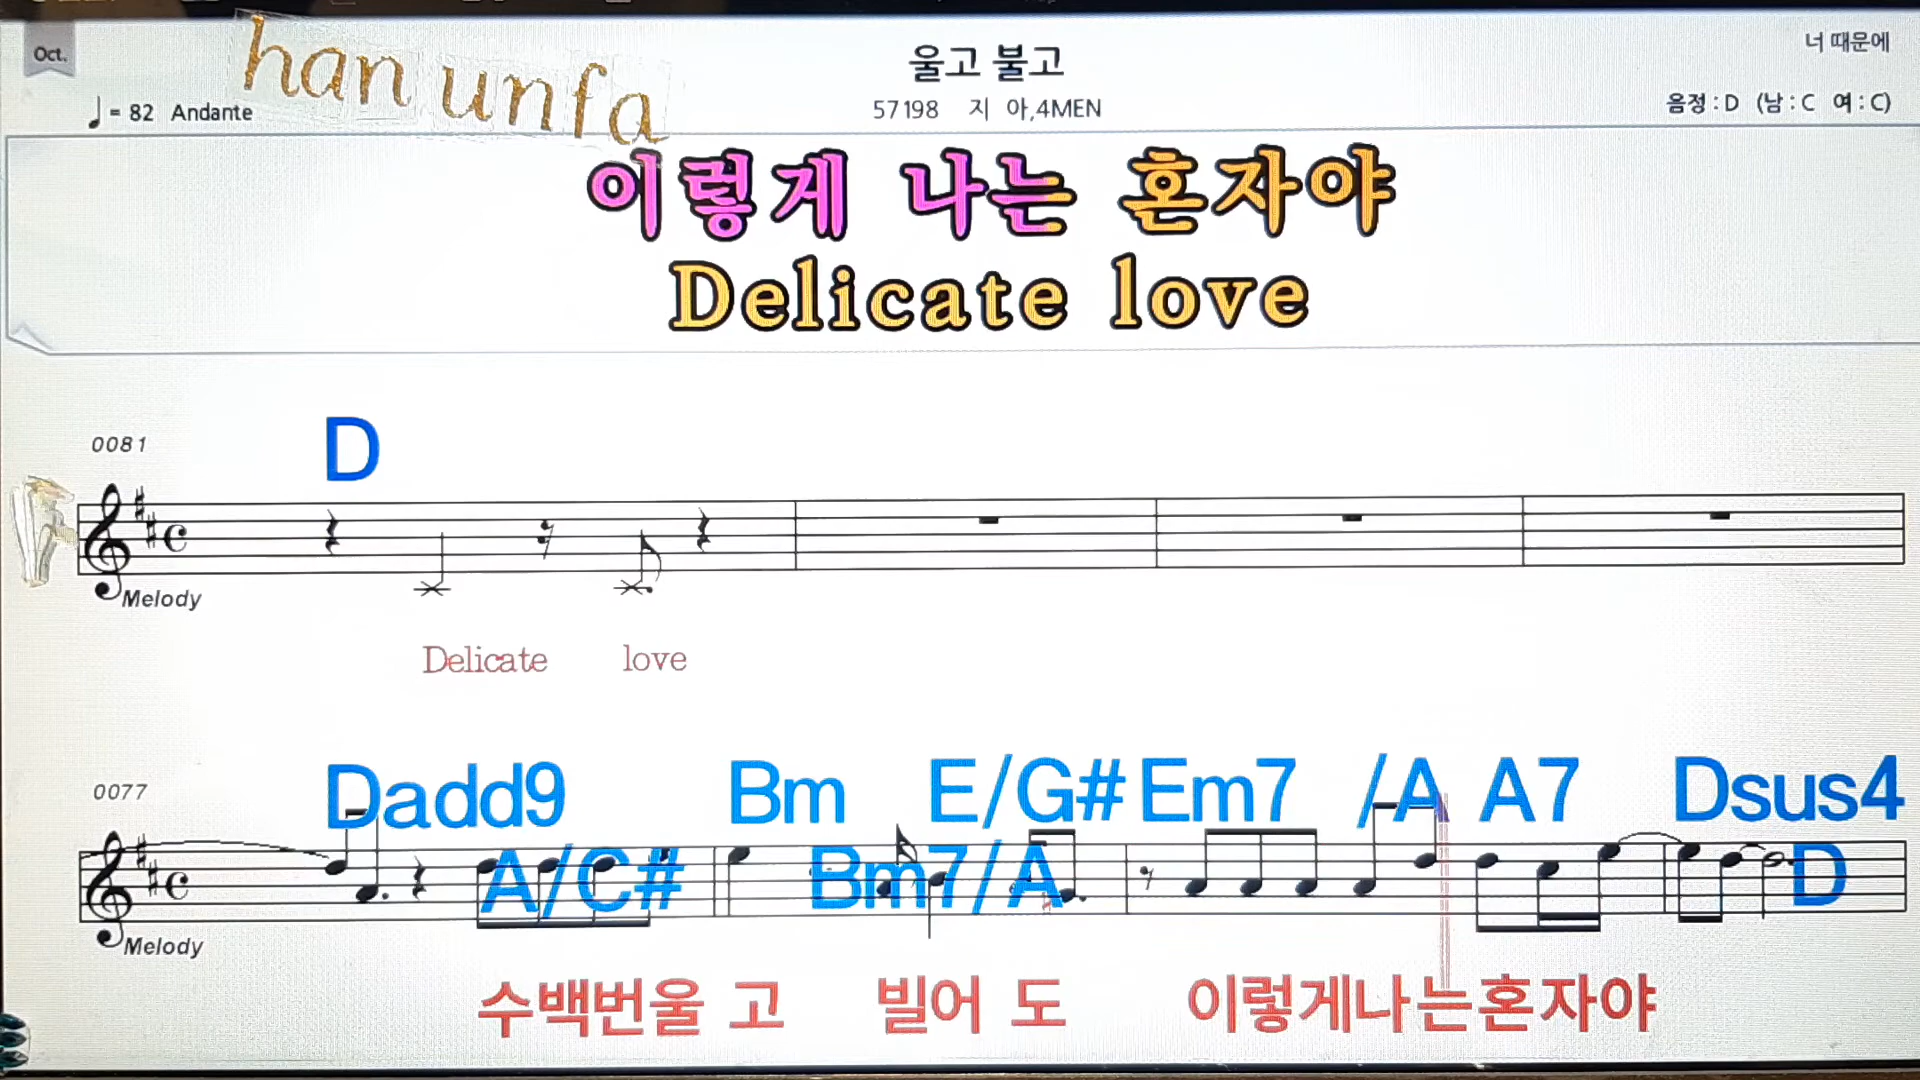 Oct.
han unfa
울고 불고
너 때문에
♩= 82 Andante
57198 지 아,4MEN
음정 : D (남 : C 여 : C)
이렇게 나는 혼자야
Delicate love
0081
D
Melody
Delicate love
0077
Dadd9 Bm E/G# Em7 /A A7 Dsus4
A/C# Bm7/A D
Melody
수백번울 고 빌어 도 이렇게나는혼자야